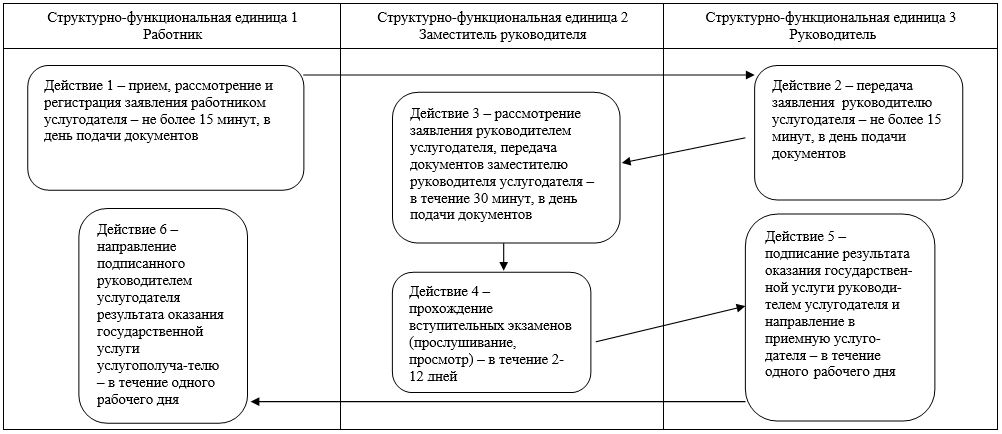 Структурно-функциональная единица 1
Работник
Структурно-функциональная единица 2
Заместитель руководителя
Структурно-функциональная единица 3
Руководитель
Действие 1 – прием, рассмотрение и
регистрация заявления работником
услугодателя – не более 15 минут, в
день подачи документов
Действие 2 – передача
заявления руководителю
услугодателя – не более 15
минут, в день подачи
документов
Действие 3 – рассмотрение
заявления руководителем
услугодателя, передача
документов заместителю
руководителя услугодателя –
в течение 30 минут, в день
подачи документов
Действие 4 –
прохождение
вступительных экзаменов
(прослушивание,
просмотр) – в течение 2-
12 дней
Действие 5 –
подписание результата
оказания государствен-
ной услуги руководи-
телем услугодателя и
направление в
приемную услуго-
дателя – в течение
одного рабочего дня
Действие 6 –
направление
подписанного
руководителем
услугодателя
результата оказания
государственной
услуги
услугополуча-телю
– в течение одного
рабочего дня